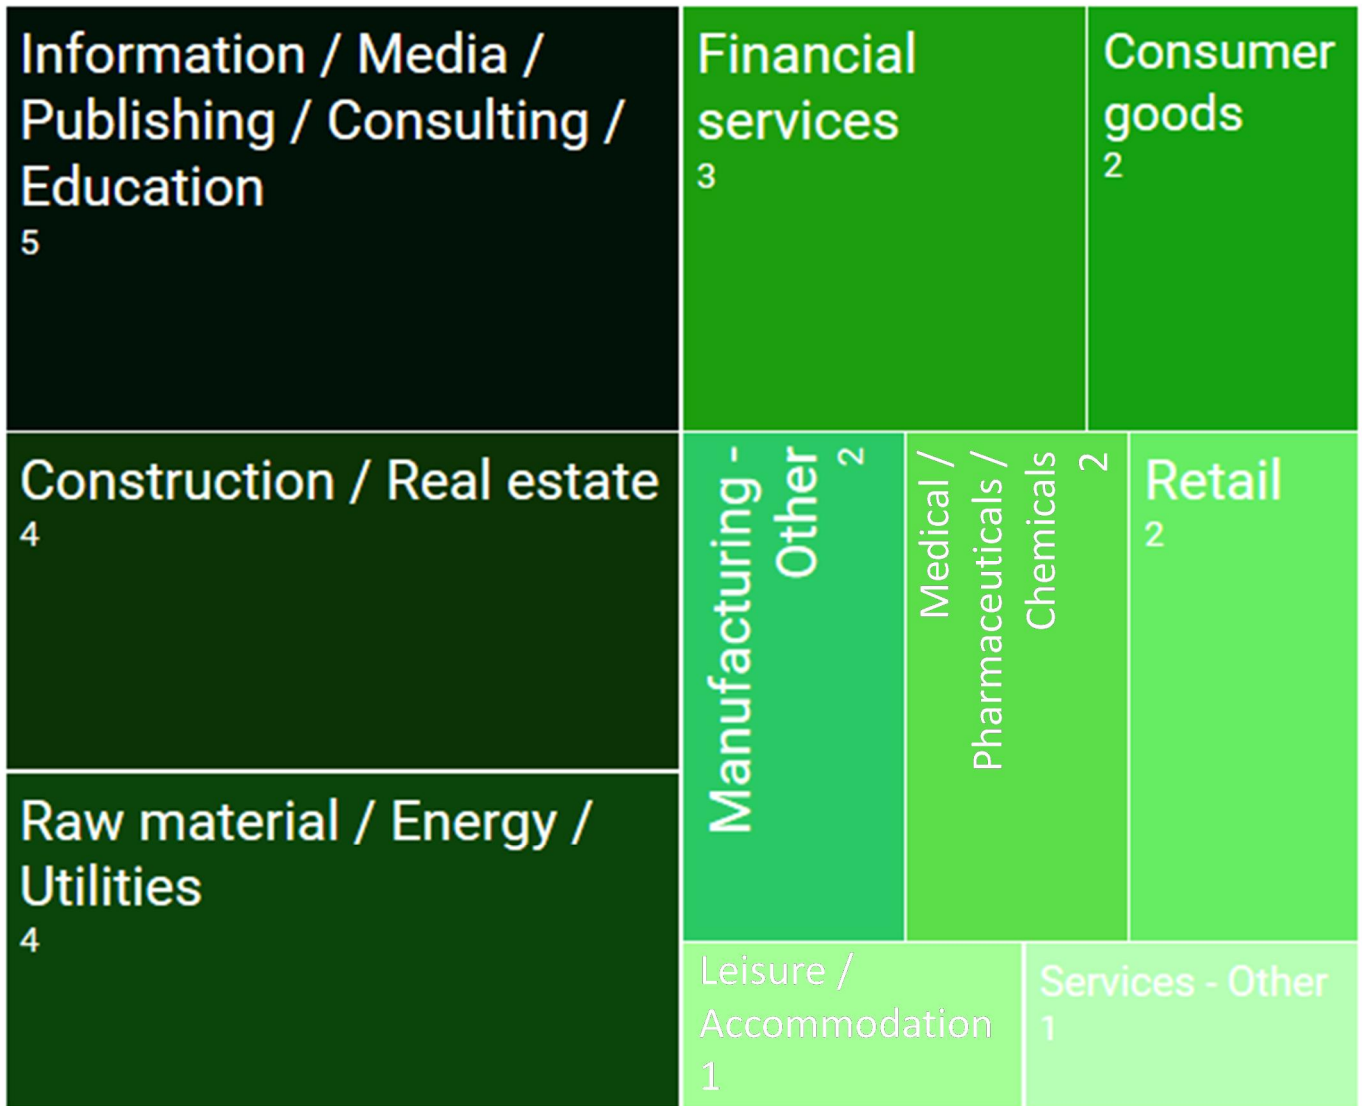 Information / Media /
Publishing / Consulting /
Education
5
Financial
services
3
Consumer
goods
2
Construction / Real estate
4
Raw material / Energy /
Utilities
4
Manufacturing -
Other
2
Medical /
Pharmaceuticals /
Chemicals
2
Retail
2
Leisure /
Accommodation
1
Services - Other
1